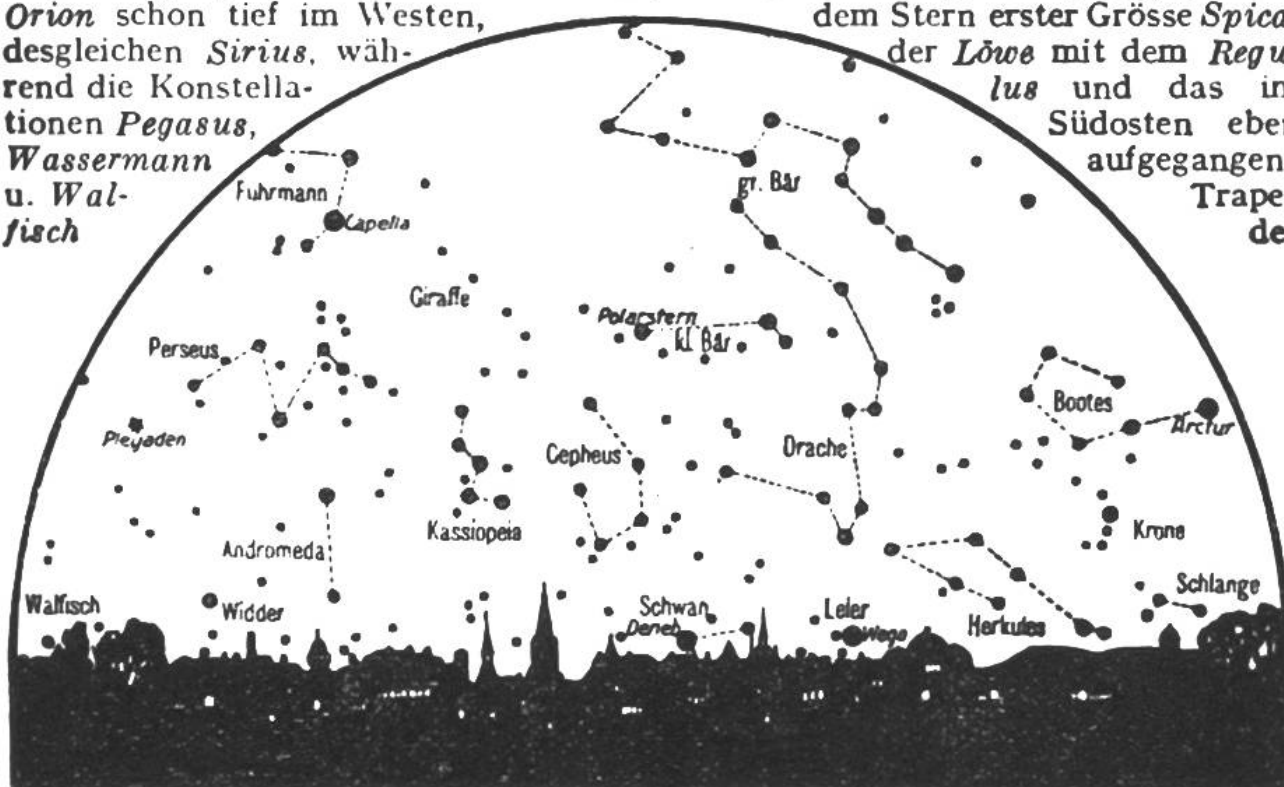 Orion schon tief im Westen,
desgleichen Sirius, wäh-
rend die Konstella-
tionen Pegasus,
Wassermann
u. Wal-
fisch
dem Stern erster Grösse Spica
der Löwe mit dem Regu
lus und das in
Südosten eben
aufgegangen
Trape
de
Fuhrmann
Capella
gr. Bär
Giraffe
Polarstern
kl. Bär
Perseus
Pleyaden
Bootes
Arctur
Cepheus
Drache
Kassiopeia
Andromeda
Krone
Walfisch
Widder
Schwan
Deneb
Leier
Wega
Herkules
Schlange